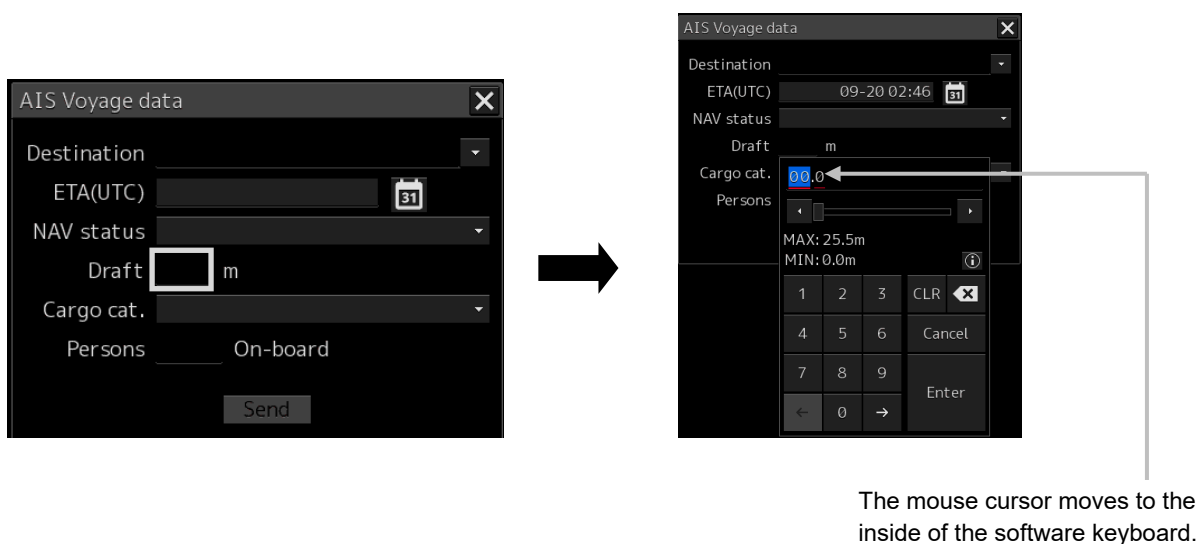 AIS Voyage data
Destination
ETA(UTC)
31
NAV status
Draft m
Cargo cat.
Persons On-board
Send
AIS Voyage data
Destination
ETA(UTC) 09-20 02:46 31
NAV status
Draft m
Cargo cat.
00.0
Persons
MAX:25.5m
MIN:0.0m
1 2 3 CLR
4 5 6 Cancel
7 8 9
Enter
← 0 →
The mouse cursor moves to the
inside of the software keyboard.